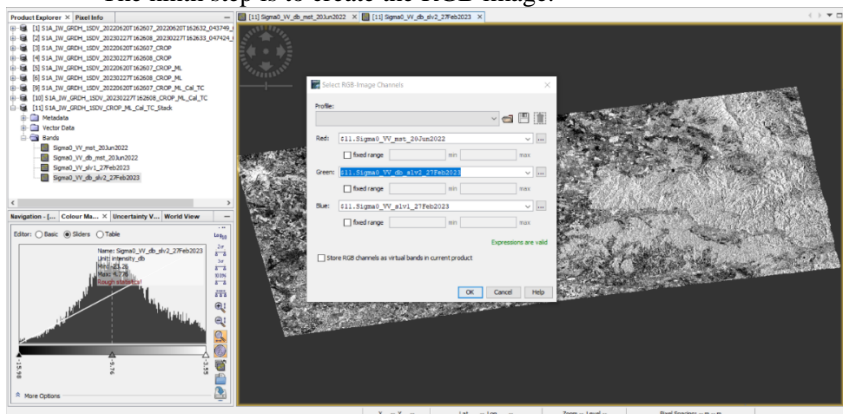 The ninth step is to create the RGB image.
Product Explorer × Pixel Info
[11] Sigma0_VV_db_mst_20Jun2022 × [11] Sigma0_VV_db_slv2_27Feb2023 ×
[1] S1A_IW_GRDH_1SDV_20220620T162607_20220620T162632_043749_
[2] S1A_IW_GRDH_1SDV_20230227T162608_20230227T162633_047424_
[3] S1A_IW_GRDH_1SDV_20220620T162607_CROP
[4] S1A_IW_GRDH_1SDV_20230227T162608_CROP
[5] S1A_IW_GRDH_1SDV_20220620T162607_CROP_ML
[6] S1A_IW_GRDH_1SDV_20230227T162608_CROP_ML
[9] S1A_IW_GRDH_1SDV_20220620T162607_CROP_ML_Cal_TC
[10] S1A_IW_GRDH_1SDV_20230227T162608_CROP_ML_Cal_TC
[11] S1A_IW_GRDH_1SDV_CROP_ML_Cal_TC_Stack
Metadata
Vector Data
Bands
Sigma0_VV_mst_20Jun2022
Sigma0_VV_db_mst_20Jun2022
Sigma0_VV_slv1_27Feb2023
Sigma0_VV_db_slv2_27Feb2023
Select RGB-Image Channels
Profile:
Red: $11.Sigma0_VV_mst_20Jun2022 ...
fixed range min max
Green: $11.Sigma0_VV_db_slv2_27Feb2023 ...
fixed range min max
Blue: $11.Sigma0_VV_slv1_27Feb2023 ...
fixed range min max
Expressions are valid
Store RGB channels as virtual bands in current product
OK Cancel Help
Navigation - [... Colour Ma... × Uncertainty V... World View
Editor: Basic Sliders Table
Name: Sigma0_VV_db_slv2_27Feb2023
Unit: intensity_db
Rough statistics!
More Options